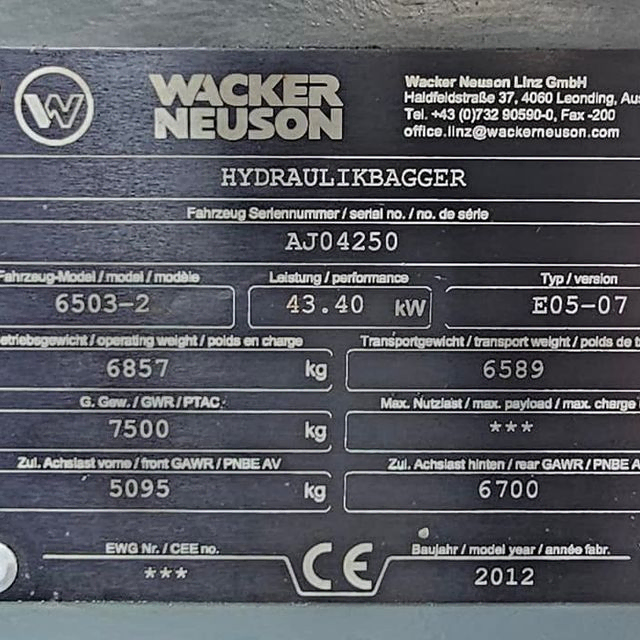 W
WACKER
NEUSON
Wacker Neuson Linz GmbH
Haidfeldstraße 37, 4060 Leonding, Aus
Tel. +43 (0)732 90590-0, Fax -200
office.linz@wackerneuson.com
HYDRAULIKBAGGER
Fahrzeug Seriennummer / serial no. / no. de série
AJ04250
Fahrzeug-Model / model / modèle Leistung / performance Typ / version
6503-2 43.40 kW E05-07
etriebsgewicht / operating weight / poids en charge Transportgewicht / transport weight / poids de t
6857 kg 6589
G. Gew. / GWR / PTAC Max. Nutzlast / max. payload / max. charge
7500 kg ***
Zul. Achslast vorne / front GAWR / PNBE AV Zul. Achslast hinten / rear GAWR / PNBE A
5095 kg 6700
EWG Nr. / CEE no. CE Baujahr / model year / année fabr.
*** 2012